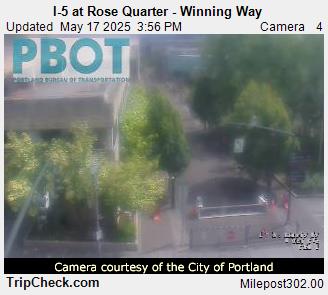 I-5 at Rose Quarter - Winning Way
Updated May 17 2025 3:56 PM Camera 4
PBOT
PORTLAND BUREAU OF TRANSPORTATION
Camera courtesy of the City of Portland
TripCheck.com Milepost302.00